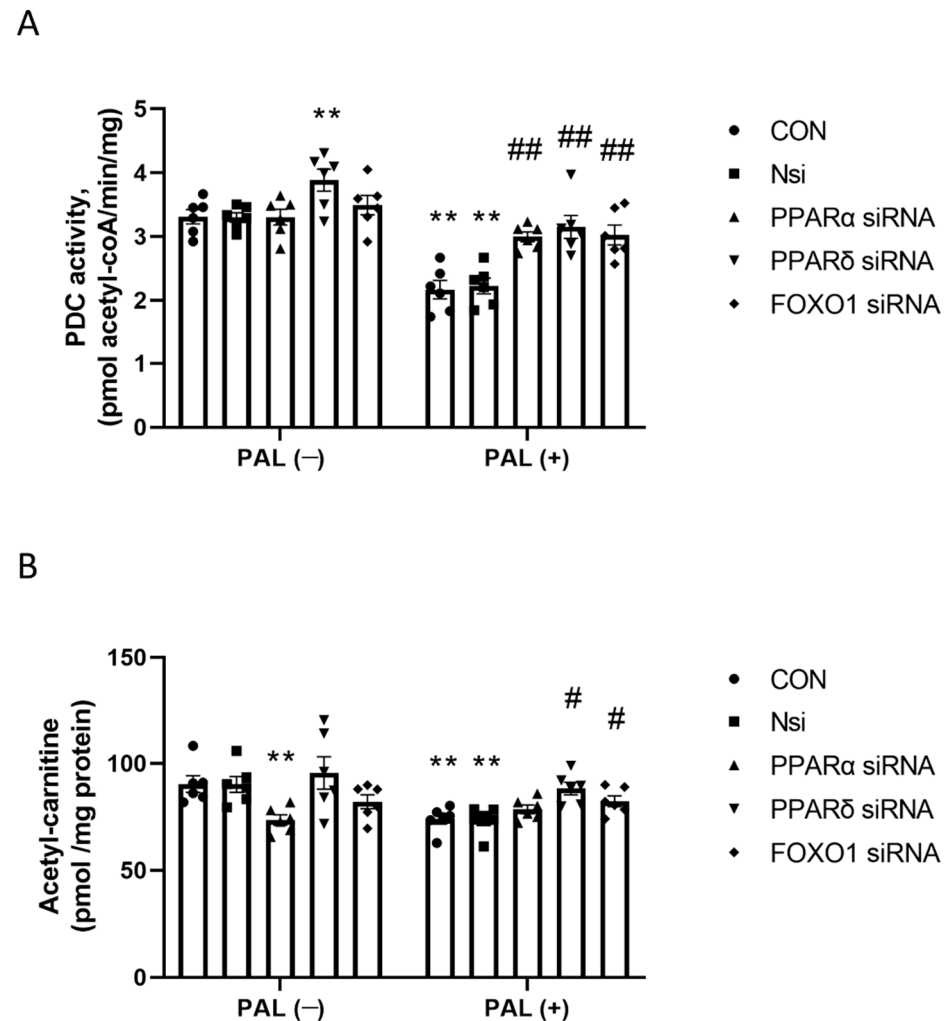 A
PDC activity,
(pmol acetyl-coA/min/mg)
5
4
3
2
1
0
**
** **
## ## ##
PAL (–)
PAL (+)
CON
Nsi
PPARα siRNA
PPARδ siRNA
FOXO1 siRNA
B
Acetyl-carnitine
(pmol /mg protein)
150
100
50
0
**
** **
# #
PAL (–)
PAL (+)
CON
Nsi
PPARα siRNA
PPARδ siRNA
FOXO1 siRNA